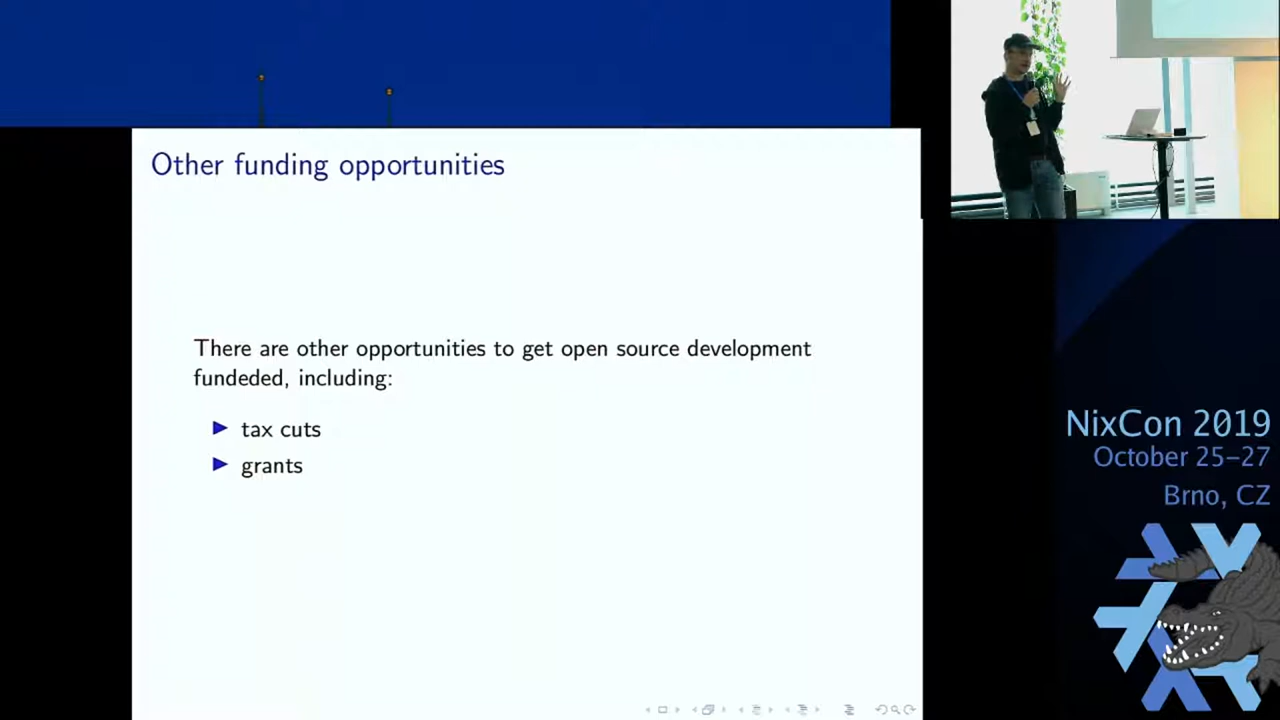 Other funding opportunities
There are other opportunities to get open source development
fundeded, including:
tax cuts
grants
NixCon 2019
October 25–27
Brno, CZ